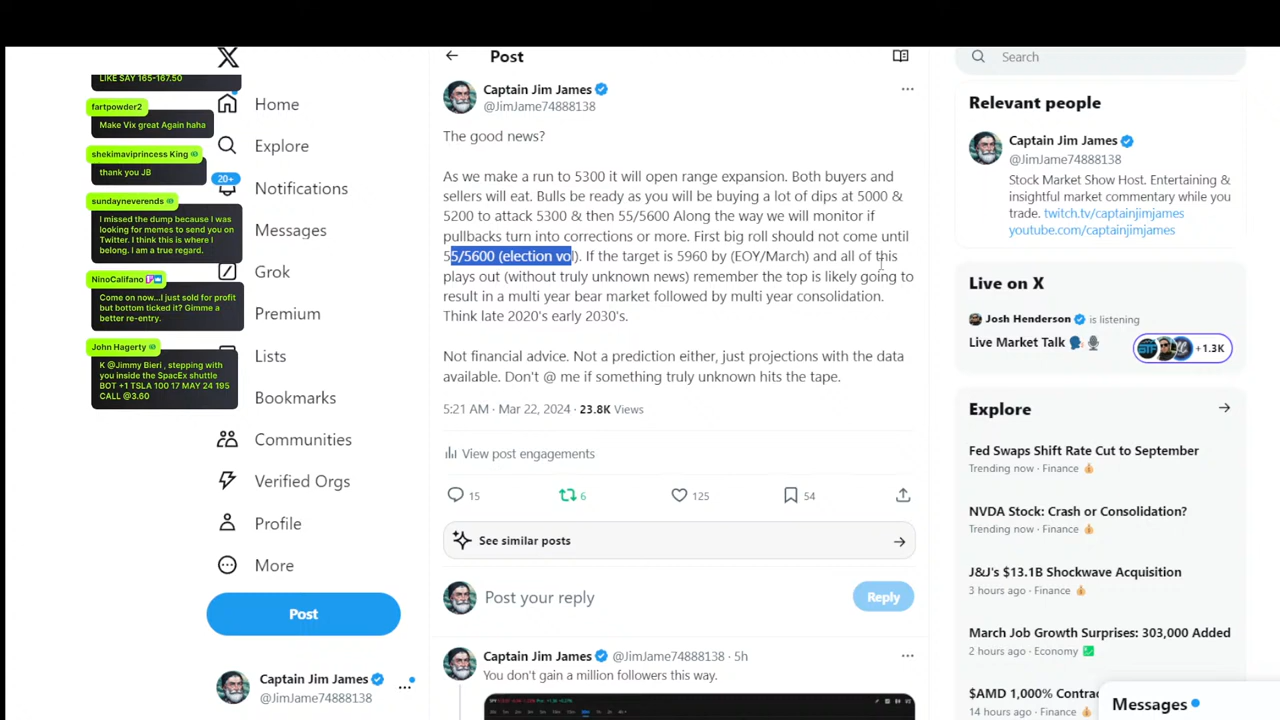 LIKE SAY 165-167.50
fartpowder2
Make Vix great Again haha
shekimaviprincess King
thank you JB
sundayneverends
I missed the dump because I was
looking for memes to send you on
Twitter. I think this is where I
belong. I am a true regard.
NinoCalifano
Come on now...I just sold for profit
but bottom ticked it? Gimme a
better re-entry.
John Hagerty
K @Jimmy Bieri , stepping with
you inside the SpacEx shuttle
BOT +1 TSLA 100 17 MAY 24 195
CALL @3.60
X
Home
Explore
20+
Notifications
Messages
Grok
Premium
Lists
Bookmarks
Communities
Verified Orgs
Profile
More
Post
Captain Jim James
@JimJame74888138
Post
Captain Jim James
@JimJame74888138
The good news?
As we make a run to 5300 it will open range expansion. Both buyers and
sellers will eat. Bulls be ready as you will be buying a lot of dips at 5000 &
5200 to attack 5300 & then 55/5600 Along the way we will monitor if
pullbacks turn into corrections or more. First big roll should not come until
55/5600 (election vol). If the target is 5960 by (EOY/March) and all of this
plays out (without truly unknown news) remember the top is likely going to
result in a multi year bear market followed by multi year consolidation.
Think late 2020's early 2030's.
Not financial advice. Not a prediction either, just projections with the data
available. Don't @ me if something truly unknown hits the tape.
5:21 AM · Mar 22, 2024 · 23.8K Views
View post engagements
15 6 125 54
See similar posts
Post your reply
Reply
Captain Jim James @JimJame74888138 · 5h
You don't gain a million followers this way.
Search
Relevant people
Captain Jim James
@JimJame74888138
Stock Market Show Host. Entertaining &
insightful market commentary while you
trade. twitch.tv/captainjimjames
youtube.com/captainjimjames
Live on X
Josh Henderson is listening
Live Market Talk
+1.3K
Explore
Fed Swaps Shift Rate Cut to September
Trending now · Finance
NVDA Stock: Crash or Consolidation?
Trending now · Finance
J&J's $13.1B Shockwave Acquisition
3 hours ago · Finance
March Job Growth Surprises: 303,000 Added
2 hours ago · Economy
$AMD 1,000% Contrac
14 hours ago · Finance
Messages